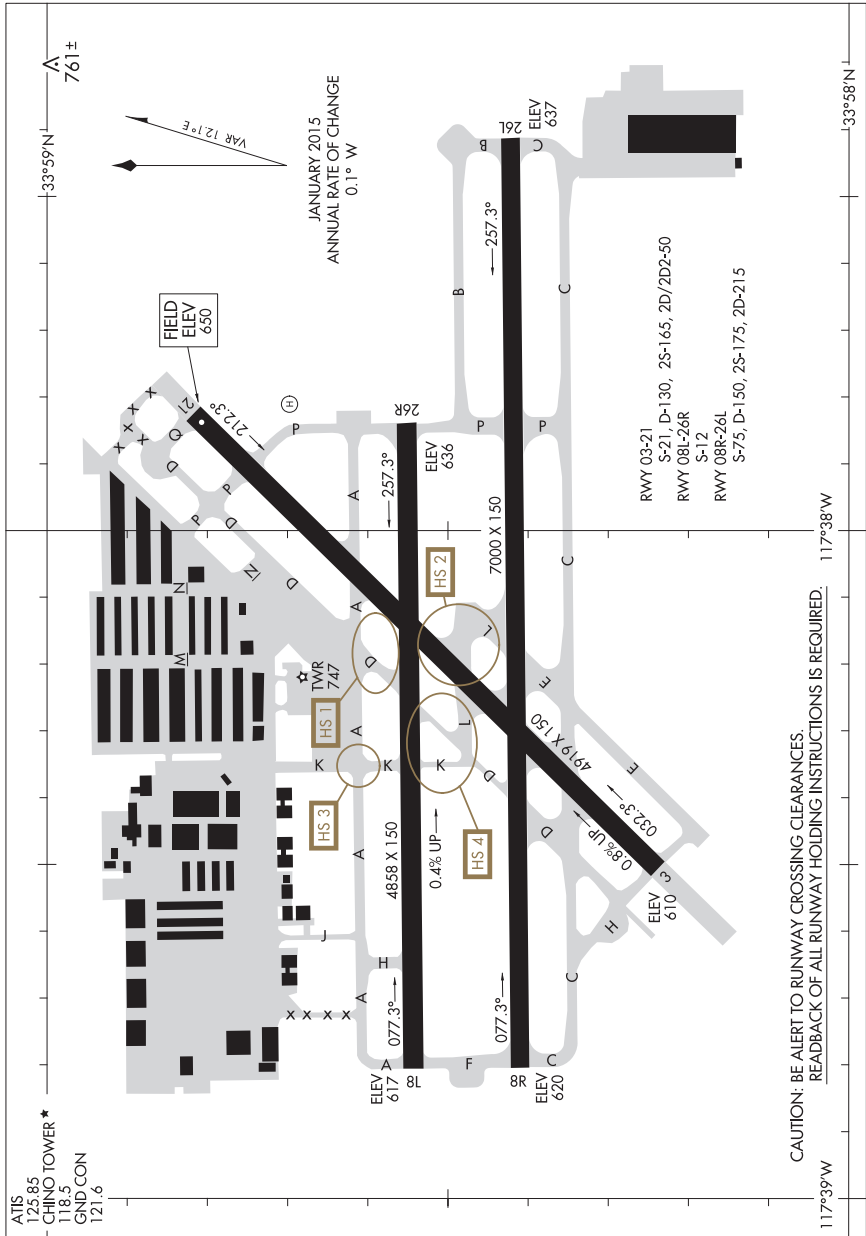 ATIS
125.85
CHINO TOWER ★
118.5
GND CON
121.6
33°59'N
761±
VAR 12.1°E
JANUARY 2015
ANNUAL RATE OF CHANGE
0.1° W
FIELD
ELEV
650
21
212.3°
X X X X
Q
D
P
P
D
P
N
D
N
M
H
P
A
26R
257.3°
ELEV
636
A
D
TWR
747
HS 1
HS 2
HS 3
HS 4
A
K
K
K
L
L
A
J
H
A
X X X X
A
ELEV
617
8L
077.3°
4858 X 150
0.4% UP
F
B
B
26L
ELEV
637
257.3°
C
B
P
P
C
C
7000 X 150
D
E
E
4919 X 150
032.3°
0.8% UP
D
3
ELEV
610
H
C
C
077.3°
8R
ELEV
620
RWY 03-21
S-21, D-130, 2S-165, 2D/2D2-50
RWY 08L-26R
S-12
RWY 08R-26L
S-75, D-150, 2S-175, 2D-215
CAUTION: BE ALERT TO RUNWAY CROSSING CLEARANCES.
READBACK OF ALL RUNWAY HOLDING INSTRUCTIONS IS REQUIRED.
117°39'W
117°38'W
33°58'N